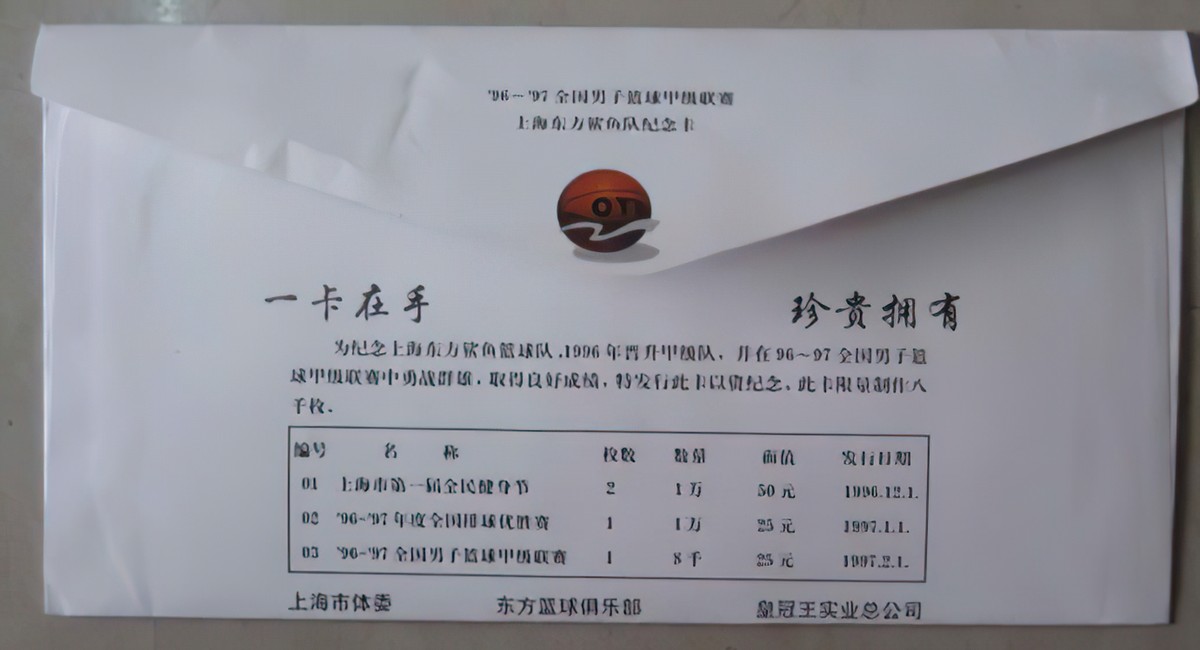 '96-'97全国男子篮球甲级联赛
上海东方鲨鱼队纪念卡
一卡在手 珍贵拥有
为纪念上海东方鲨鱼篮球队,1996年晋升甲级队,并在96~97全国男子篮
球甲级联赛中勇战群雄,取得良好成绩,特发行此卡以资纪念。此卡限量制作八
千枚.
编号 名称 枚数 数量 面值 发行日期
01 上海市第一届全民健身节 2 1万 50元 1996.12.1.
02 '96-'97年度全国排球优胜赛 1 1万 25元 1997.1.1.
03 '96-'97全国男子篮球甲级联赛 1 8千 25元 1997.2.1.
上海市体委 东方篮球俱乐部 皇冠王实业总公司